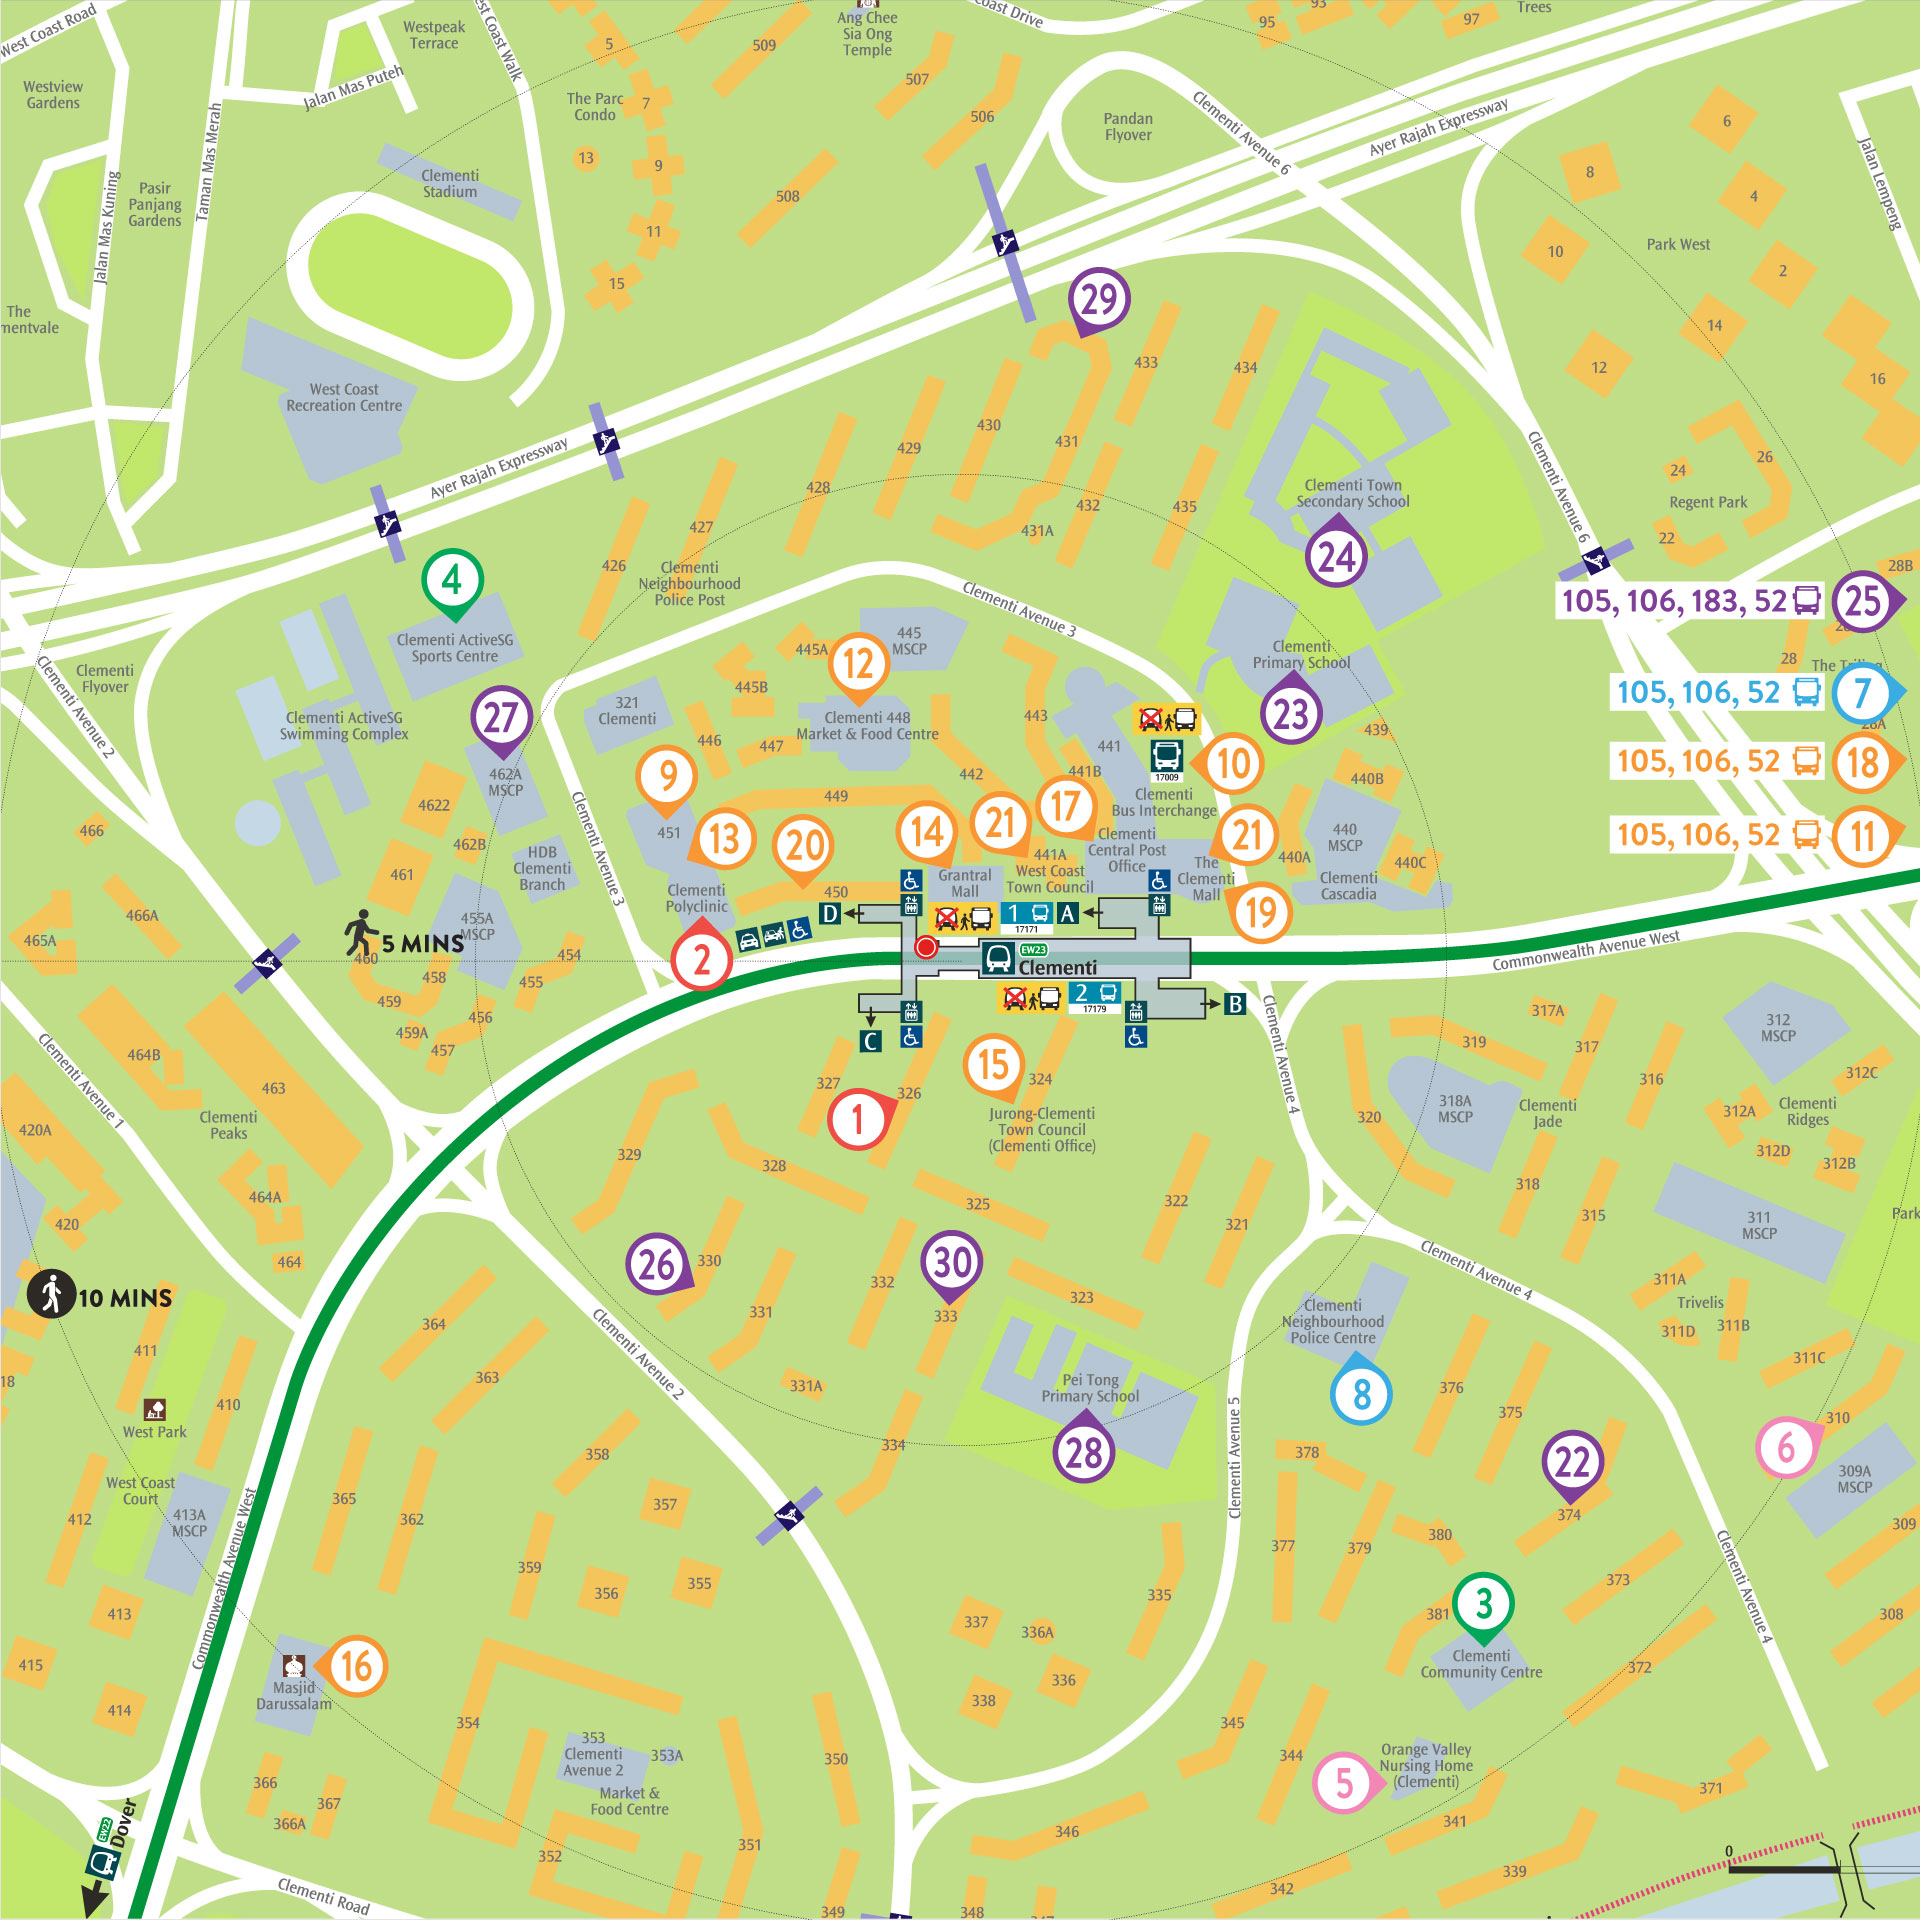 West Coast Road
Westpeak
Terrace
West Coast Walk
Ang Chee
Sia Ong
Temple
Coast Drive
Trees
95
93
97
5
509
507
506
Westview
Gardens
Jalan Mas Puteh
The Parc
Condo
7
9
13
11
15
508
Pandan
Flyover
Clementi Avenue 6
Ayer Rajah Expressway
6
8
4
10
2
14
12
16
Park West
Jalan Lempeng
Taman Mas Merah
Jalan Mas Kuning
Pasir
Panjang
Gardens
Clementi
Stadium
The
mentvale
West Coast
Recreation Centre
Ayer Rajah Expressway
29
433
434
430
431
429
428
427
426
431A
432
435
Clementi Town
Secondary School
24
Clementi Avenue 6
24
26
Regent Park
22
28B
105, 106, 183, 52
25
28
The Trilinq
105, 106, 52
7
28A
105, 106, 52
18
105, 106, 52
11
4
Clementi ActiveSG
Sports Centre
Clementi
Neighbourhood
Police Post
Clementi Avenue 3
Clementi
Flyover
Clementi Avenue 2
Clementi ActiveSG
Swimming Complex
27
462A
MSCP
321
Clementi
445A
445B
12
445
MSCP
Clementi 448
Market & Food Centre
446
447
443
442
441
441B
17009
10
Clementi
Bus Interchange
Clementi
Primary School
23
439
440B
440
MSCP
440A
440C
Clementi
Cascadia
4622
462B
461
466
466A
465A
HDB
Clementi
Branch
455A
MSCP
Clementi Avenue 3
9
451
13
20
449
14
21
17
441A
450
Clementi
Polyclinic
Grantral
Mall
West Coast
Town Council
Clementi
Central Post
Office
The
Clementi
Mall
21
19
2
D
1
17171
A
EW23
Clementi
2
17179
B
C
5 MINS
460
458
459
459A
457
456
455
454
Commonwealth Avenue West
Clementi Avenue 4
464B
463
Clementi
Peaks
420A
420
464A
464
Clementi Avenue 1
327
326
1
15
324
Jurong-Clementi
Town Council
(Clementi Office)
329
328
325
322
321
320
319
317A
317
316
318A
MSCP
Clementi
Jade
318
315
312
MSCP
312C
312A
Clementi
Ridges
312D
312B
311
MSCP
Park
10 MINS
26
330
331
332
30
333
323
331A
334
Clementi Avenue 2
Clementi Avenue 4
311A
Trivelis
311D
311B
311C
Clementi
Neighbourhood
Police Centre
8
Pei Tong
Primary School
28
Clementi Avenue 5
376
375
378
22
374
6
310
309A
MSCP
309
308
18
411
410
West Park
West Coast
Court
412
413A
MSCP
413
415
414
364
363
365
362
358
357
359
356
355
Commonwealth Avenue West
377
379
380
381
373
372
3
Clementi
Community Centre
Clementi Avenue 4
335
337
336A
336
338
16
Masjid
Darussalam
354
353
Clementi
Avenue 2
353A
Market &
Food Centre
350
351
352
366
367
366A
345
344
5
Orange Valley
Nursing Home
(Clementi)
371
341
339
342
346
349
348
347
EW22
Dover
Clementi Road
0